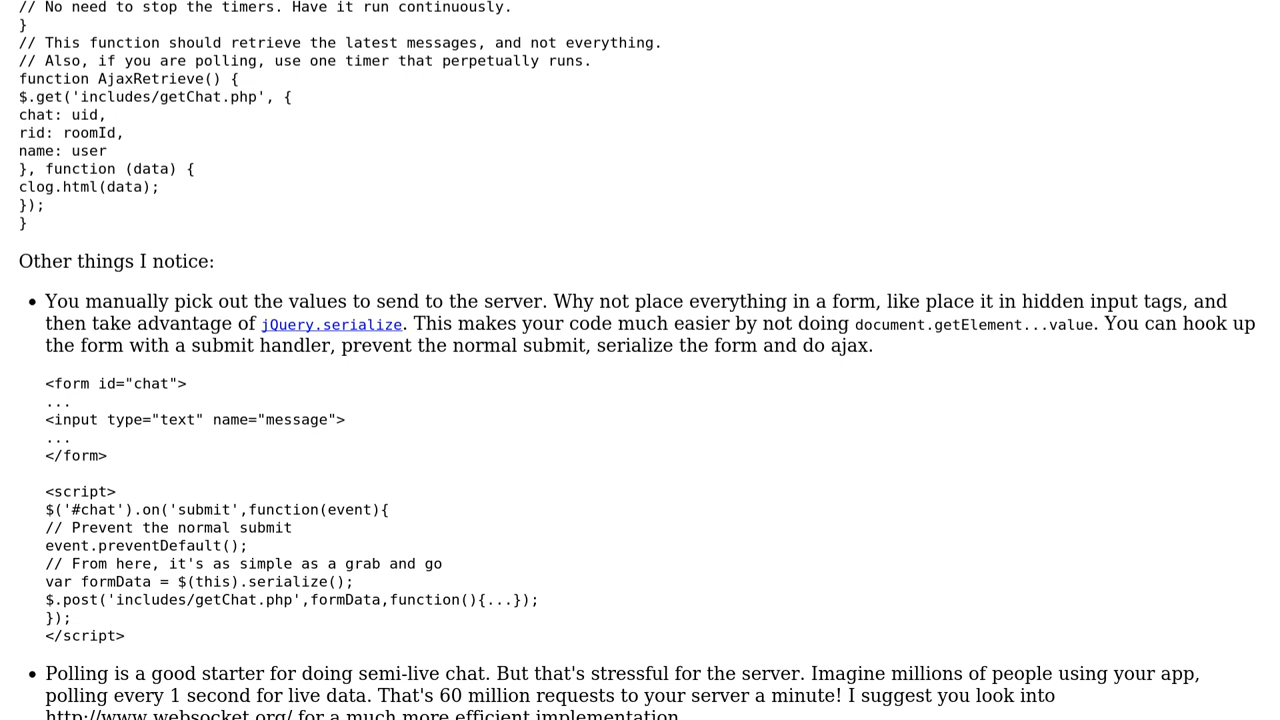 // No need to stop the timers. Have it run continuously.
}
// This function should retrieve the latest messages, and not everything.
// Also, if you are polling, use one timer that perpetually runs.
function AjaxRetrieve() {
$.get('includes/getChat.php', {
chat: uid,
rid: roomId,
name: user
}, function (data) {
clog.html(data);
});
}
Other things I notice:
• You manually pick out the values to send to the server. Why not place everything in a form, like place it in hidden input tags, and
then take advantage of jQuery.serialize. This makes your code much easier by not doing document.getElement...value. You can hook up
the form with a submit handler, prevent the normal submit, serialize the form and do ajax.
<form id="chat">
...
<input type="text" name="message">
...
</form>
<script>
$('#chat').on('submit',function(event){
// Prevent the normal submit
event.preventDefault();
// From here, it's as simple as a grab and go
var formData = $(this).serialize();
$.post('includes/getChat.php',formData,function(){...});
});
</script>
• Polling is a good starter for doing semi-live chat. But that's stressful for the server. Imagine millions of people using your app,
polling every 1 second for live data. That's 60 million requests to your server a minute! I suggest you look into
http://www.websocket.org/ for a much more efficient implementation.